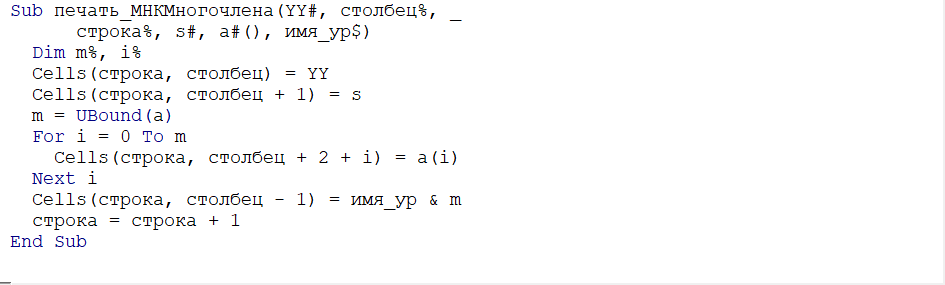 Sub печать_МНКМногочлена(YY#, столбец%, _
строка%, s#, a#(), имя_ур$)
Dim m%, i%
Cells(строка, столбец) = YY
Cells(строка, столбец + 1) = s
m = UBound(a)
For i = 0 To m
Cells(строка, столбец + 2 + i) = a(i)
Next i
Cells(строка, столбец - 1) = имя_ур & m
строка = строка + 1
End Sub